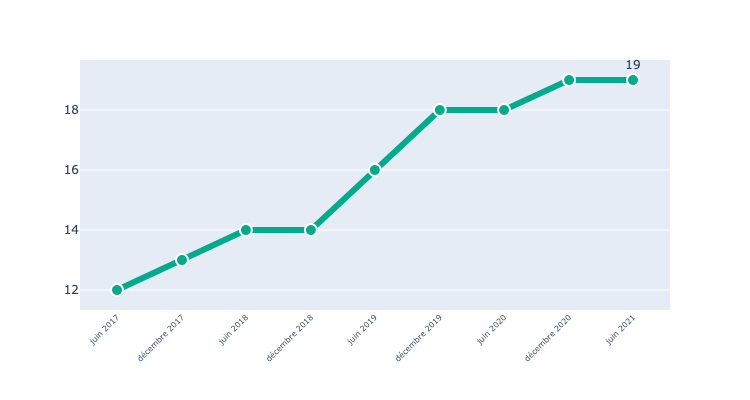 19
18
16
14
12
juin 2017
décembre 2017
juin 2018
décembre 2018
juin 2019
décembre 2019
juin 2020
décembre 2020
juin 2021